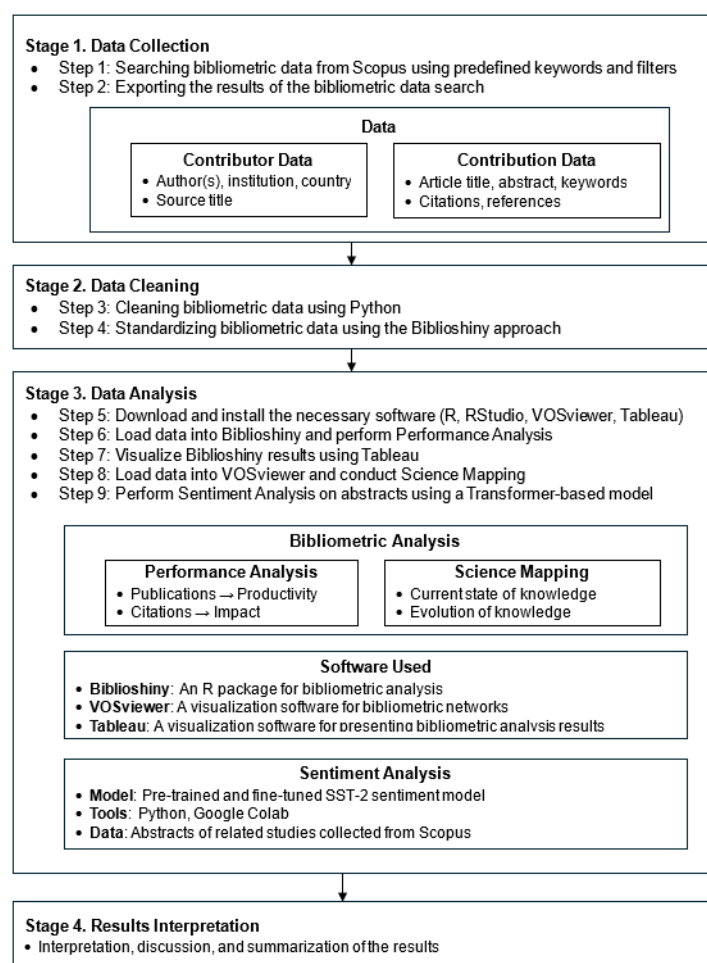 Stage 1. Data Collection
• Step 1: Searching bibliometric data from Scopus using predefined keywords and filters
• Step 2: Exporting the results of the bibliometric data search
Data
Contributor Data
• Author(s), institution, country
• Source title
Contribution Data
• Article title, abstract, keywords
• Citations, references
Stage 2. Data Cleaning
• Step 3: Cleaning bibliometric data using Python
• Step 4: Standardizing bibliometric data using the Biblioshiny approach
Stage 3. Data Analysis
• Step 5: Download and install the necessary software (R, RStudio, VOSviewer, Tableau)
• Step 6: Load data into Biblioshiny and perform Performance Analysis
• Step 7: Visualize Biblioshiny results using Tableau
• Step 8: Load data into VOSviewer and conduct Science Mapping
• Step 9: Perform Sentiment Analysis on abstracts using a Transformer-based model
Bibliometric Analysis
Performance Analysis
• Publications → Productivity
• Citations → Impact
Science Mapping
• Current state of knowledge
• Evolution of knowledge
Software Used
• Biblioshiny: An R package for bibliometric analysis
• VOSviewer: A visualization software for bibliometric networks
• Tableau: A visualization software for presenting bibliometric analysis results
Sentiment Analysis
• Model: Pre-trained and fine-tuned SST-2 sentiment model
• Tools: Python, Google Colab
• Data: Abstracts of related studies collected from Scopus
Stage 4. Results Interpretation
• Interpretation, discussion, and summarization of the results